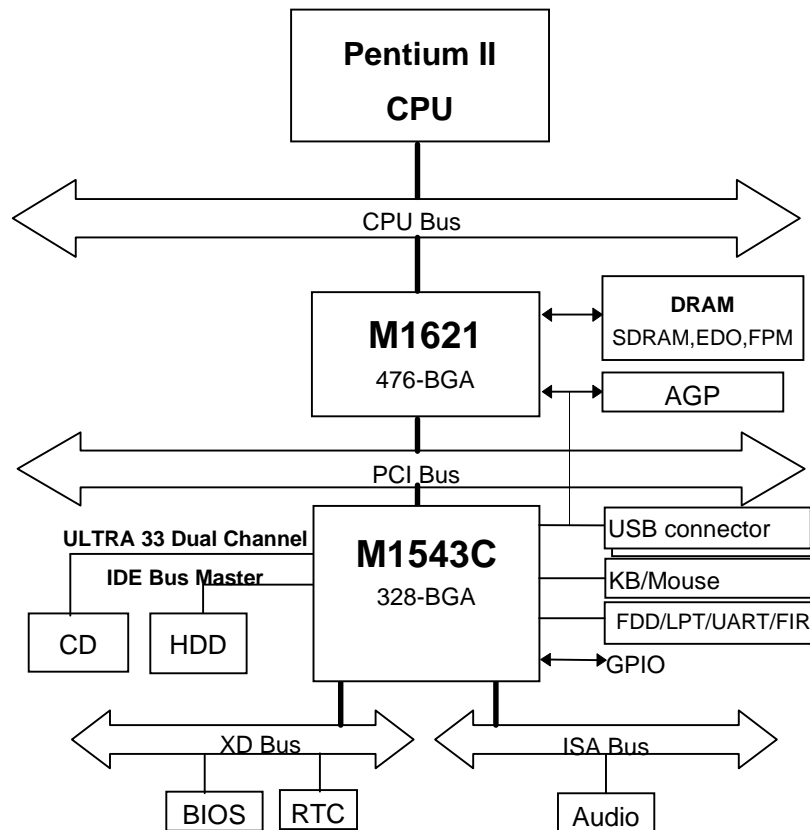 Pentium II
CPU
CPU Bus
M1621
476-BGA
DRAM
SDRAM,EDO,FPM
AGP
PCI Bus
ULTRA 33 Dual Channel
IDE Bus Master
M1543C
328-BGA
USB connector
KB/Mouse
FDD/LPT/UART/FIR
GPIO
CD
HDD
XD Bus
ISA Bus
BIOS
RTC
Audio